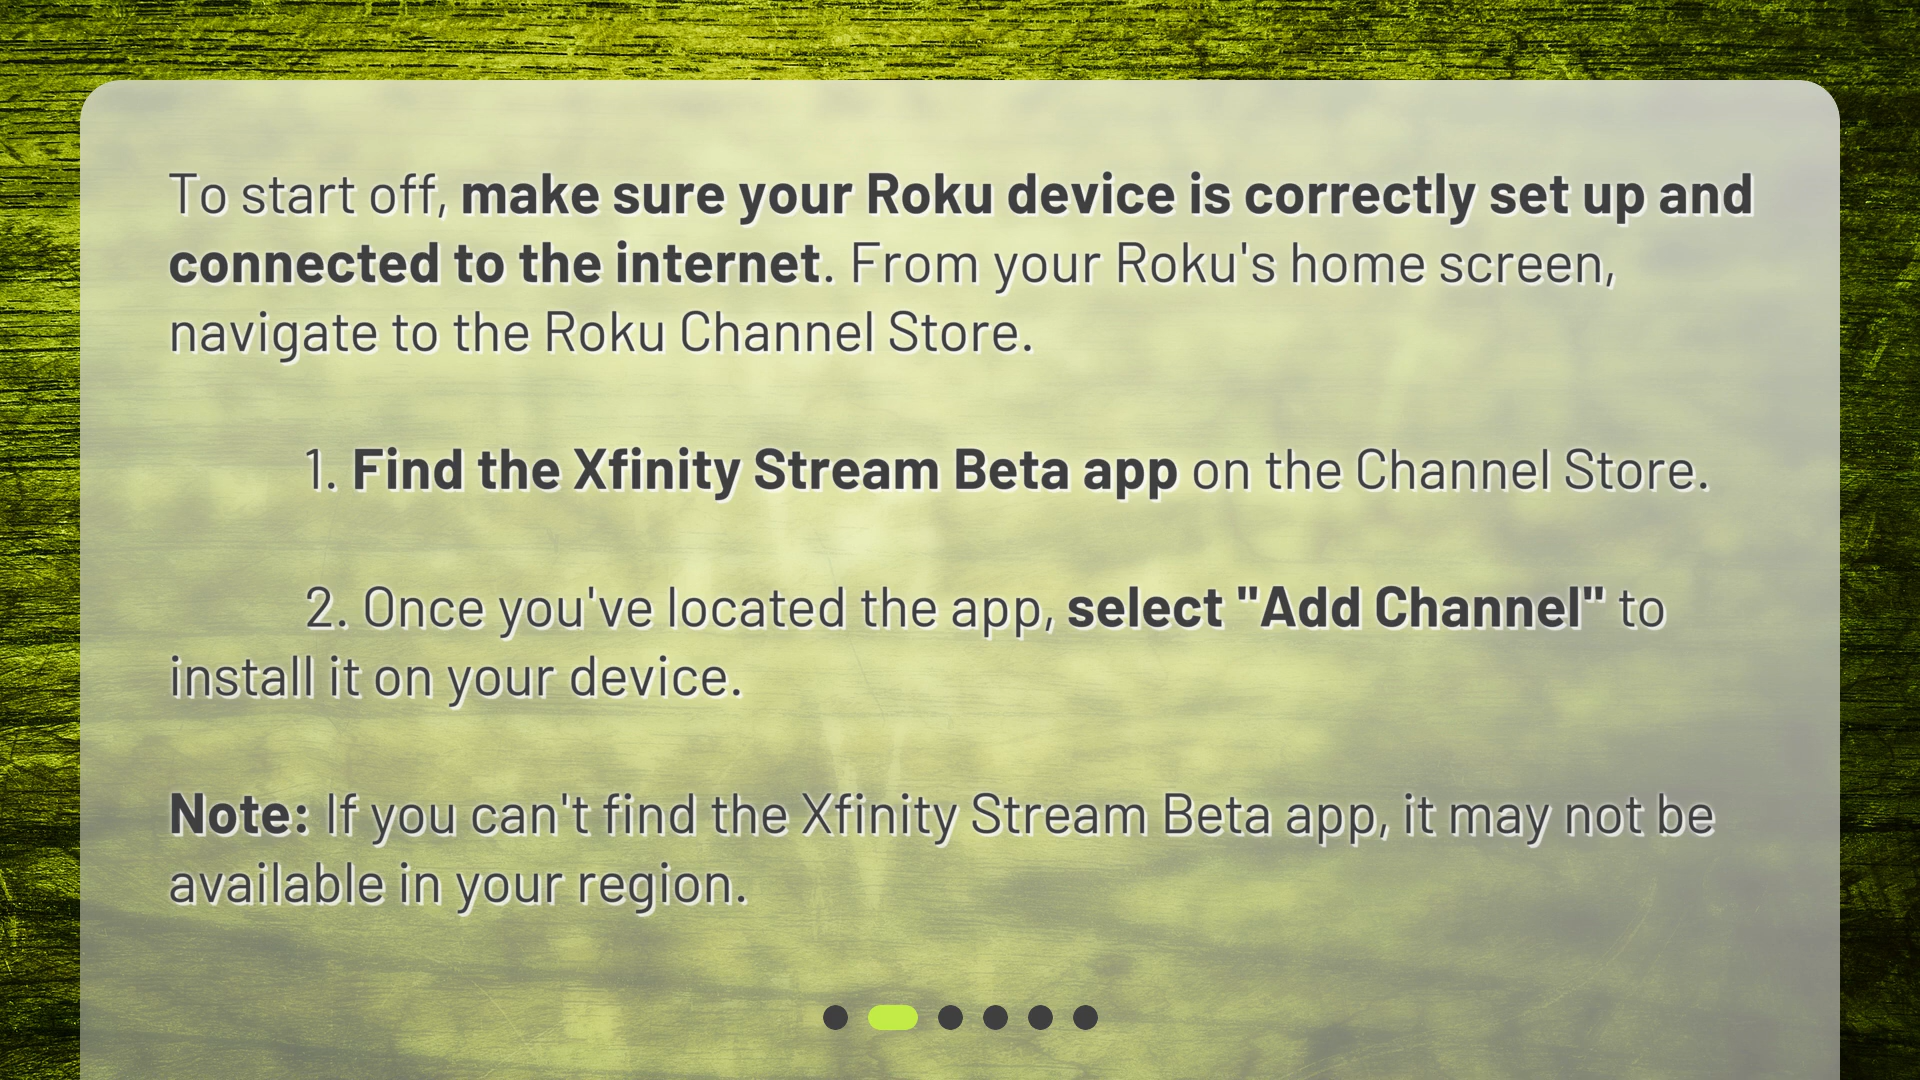 To start off, make sure your Roku device is correctly set up and
connected to the internet. From your Roku's home screen,
navigate to the Roku Channel Store.
1. Find the Xfinity Stream Beta app on the Channel Store.
2. Once you've located the app, select "Add Channel" to
install it on your device.
Note: If you can't find the Xfinity Stream Beta app, it may not be
available in your region.